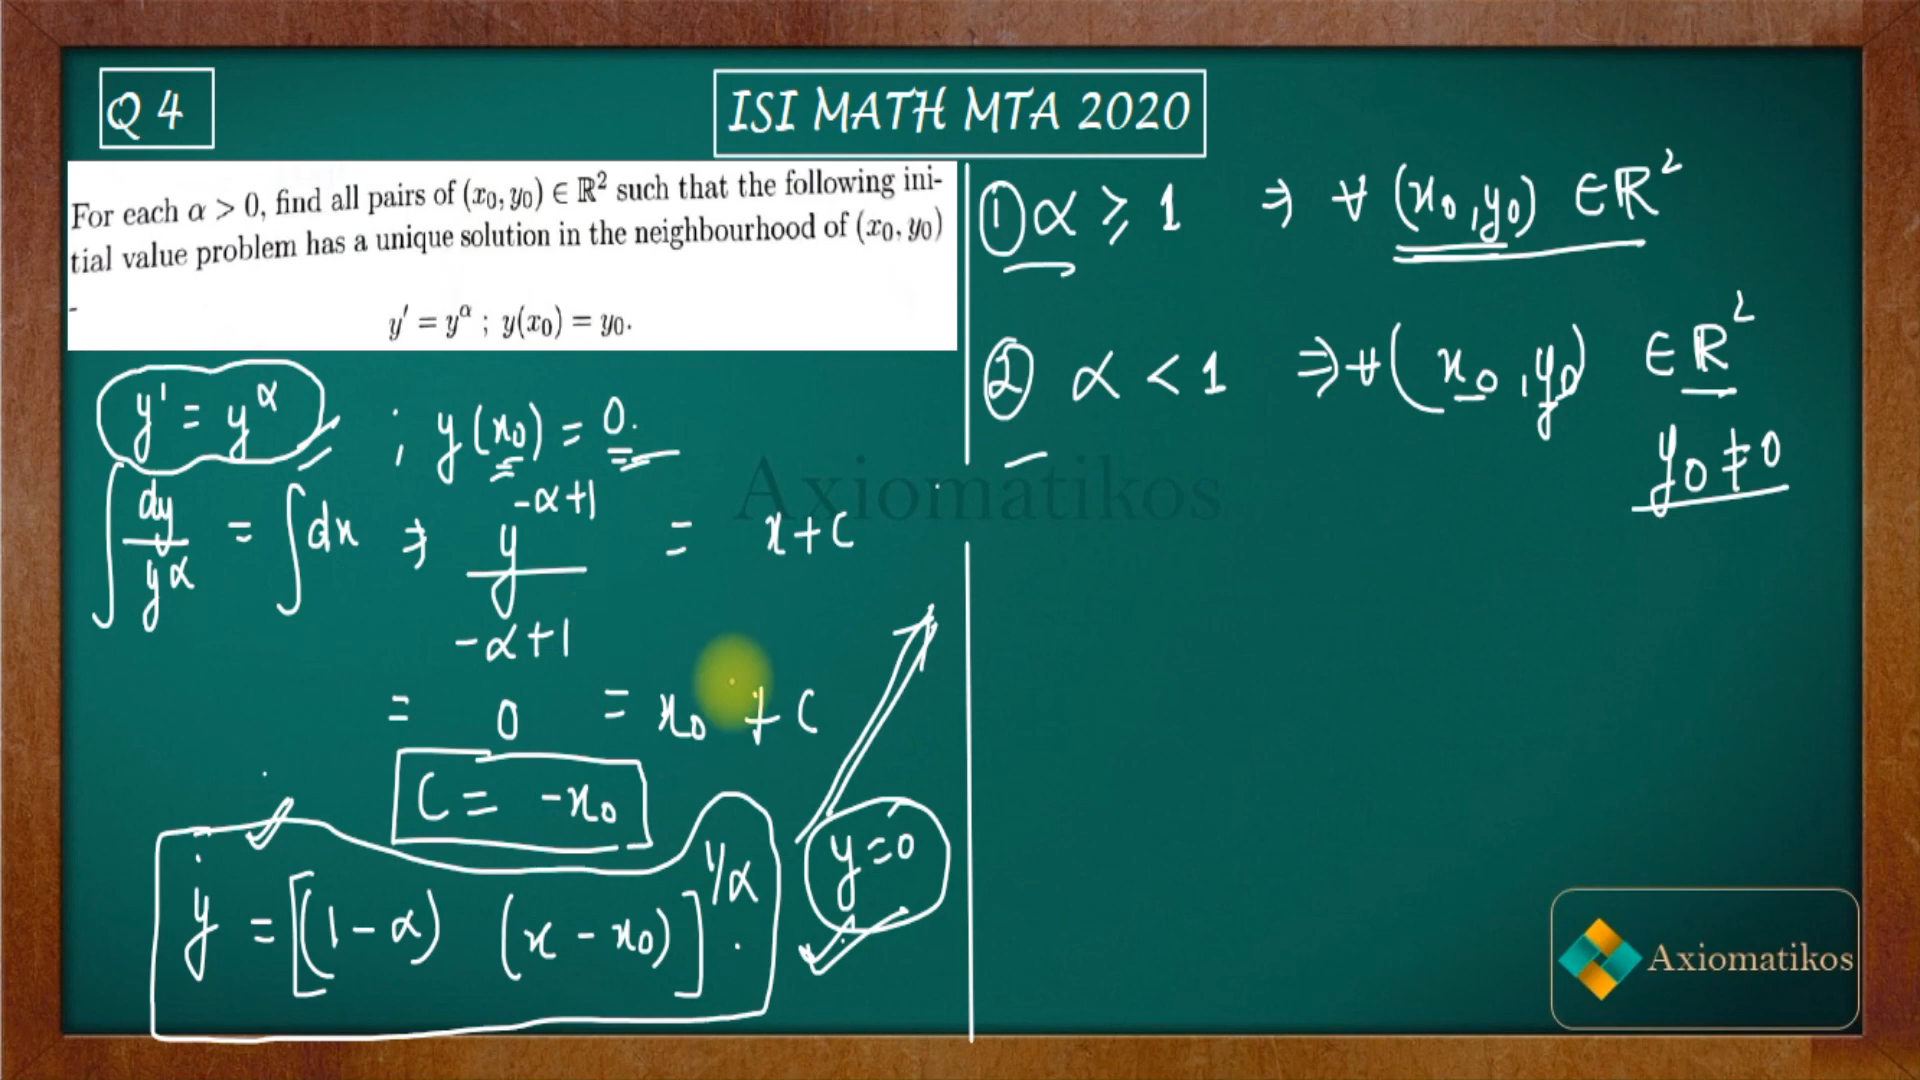 Q 4
ISI MATH MTA 2020
For each α > 0, find all pairs of (x₀, y₀) ∈ ℝ² such that the following ini-
tial value problem has a unique solution in the neighbourhood of (x₀, y₀)
-
y′ = y^α ; y(x₀) = y₀.
y' = y^α ; y(x₀) = 0.
∫ dy/y^α = ∫ dx ⇒ y^(-α+1)/(-α+1) = x + c
= 0 = x₀ + c
C = -x₀
y = [(1-α) (x - x₀)]^(1/α) .
y=0
① α ≥ 1 ⇒ ∀ (x₀, y₀) ∈ ℝ²
② α < 1 ⇒ ∀ (x₀, y₀) ∈ ℝ²
y₀ ≠ 0
Axiomatikos
Axiomatikos